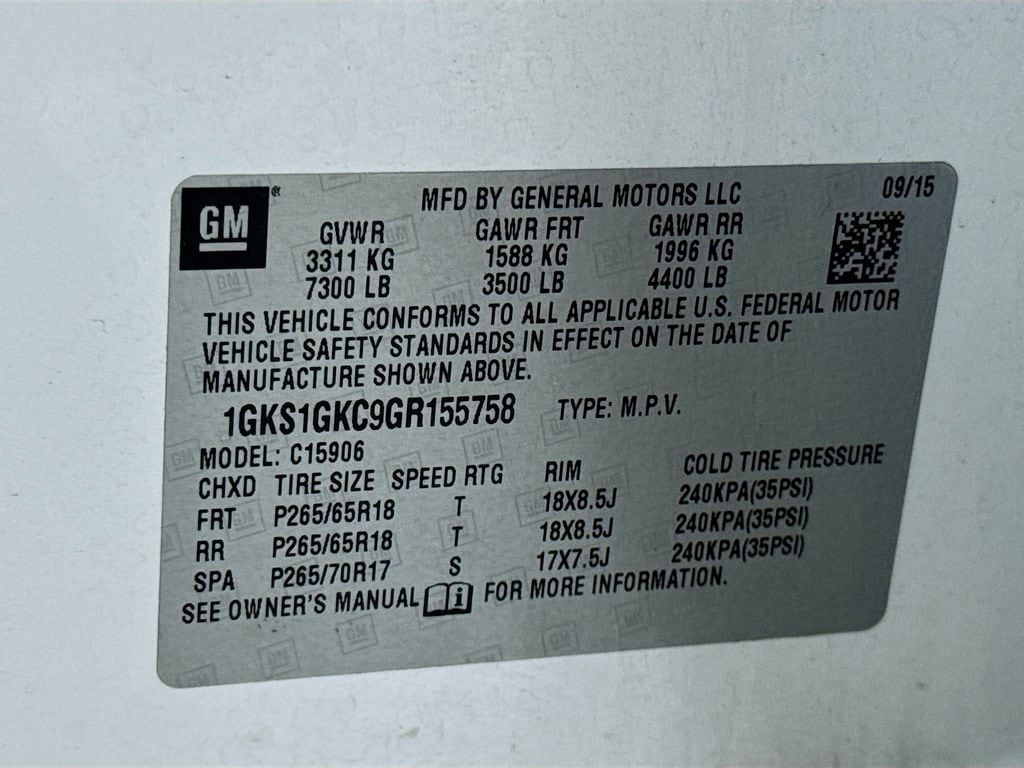 GM ®
MFD BY GENERAL MOTORS LLC 09/15
GVWR GAWR FRT GAWR RR
3311 KG 1588 KG 1996 KG
7300 LB 3500 LB 4400 LB
THIS VEHICLE CONFORMS TO ALL APPLICABLE U.S. FEDERAL MOTOR
VEHICLE SAFETY STANDARDS IN EFFECT ON THE DATE OF
MANUFACTURE SHOWN ABOVE.
1GKS1GKC9GR155758 TYPE: M.P.V.
MODEL: C15906
CHXD TIRE SIZE SPEED RTG RIM COLD TIRE PRESSURE
FRT P265/65R18 T 18X8.5J 240KPA(35PSI)
RR P265/65R18 T 18X8.5J 240KPA(35PSI)
SPA P265/70R17 S 17X7.5J 240KPA(35PSI)
SEE OWNER'S MANUAL i FOR MORE INFORMATION.